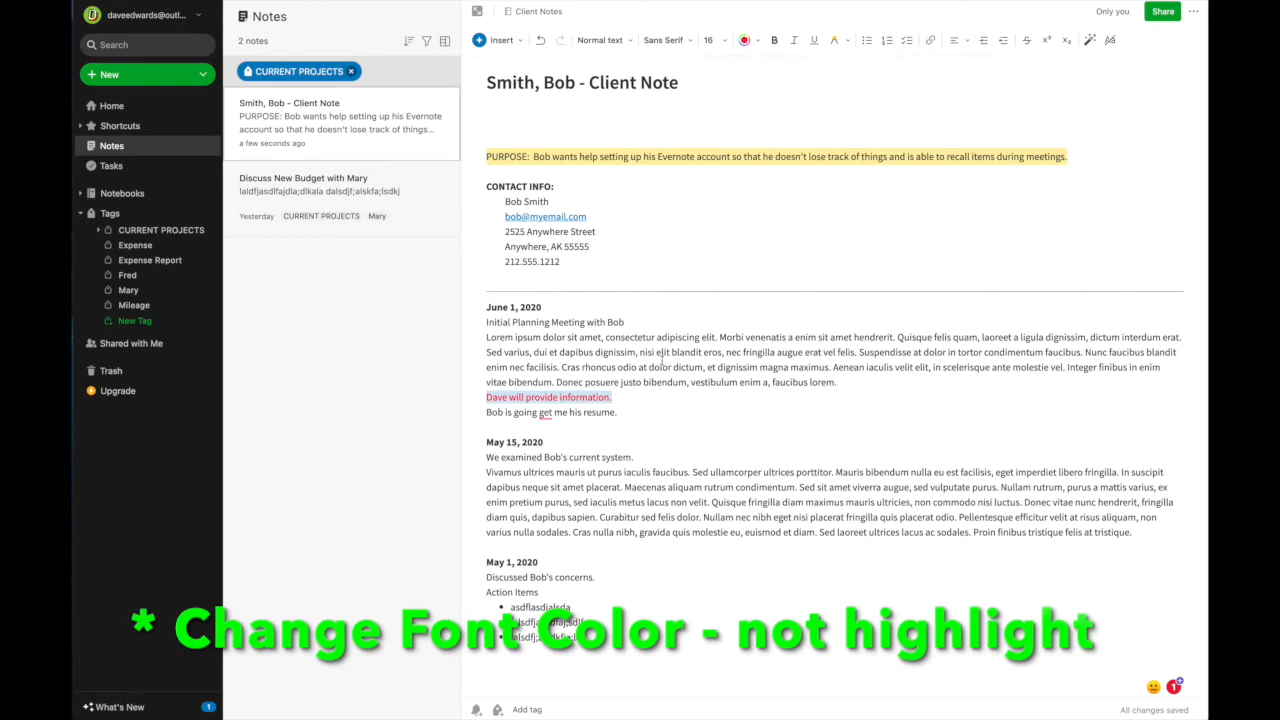 daveedwards@outl...
Search
New
Home
Shortcuts
Notes
Tasks
Notebooks
Tags
CURRENT PROJECTS
Expense
Expense Report
Fred
Mary
Mileage
New Tag
Shared with Me
Trash
Upgrade
What's New
1
Notes
2 notes
CURRENT PROJECTS
Smith, Bob - Client Note
PURPOSE: Bob wants help setting up his Evernote
account so that he doesn't lose track of things...
a few seconds ago
Discuss New Budget with Mary
laldfjasdlfajdla;dlkala dalsdjf;alskfa;lsdkj
Yesterday CURRENT PROJECTS Mary
Client Notes
Only you
Share
Insert
Normal text
Sans Serif
16
Smith, Bob - Client Note
PURPOSE: Bob wants help setting up his Evernote account so that he doesn't lose track of things and is able to recall items during meetings.
CONTACT INFO:
Bob Smith
bob@myemail.com
2525 Anywhere Street
Anywhere, AK 55555
212.555.1212
June 1, 2020
Initial Planning Meeting with Bob
Lorem ipsum dolor sit amet, consectetur adipiscing elit. Morbi venenatis a enim sit amet hendrerit. Quisque felis quam, laoreet a ligula dignissim, dictum interdum erat.
Sed varius, dui et dapibus dignissim, nisi elit blandit eros, nec fringilla augue erat vel felis. Suspendisse at dolor in tortor condimentum faucibus. Nunc faucibus blandit
enim nec facilisis. Cras rhoncus odio at dolor dictum, et dignissim magna maximus. Aenean iaculis velit elit, in scelerisque ante molestie vel. Integer finibus in enim
vitae bibendum. Donec posuere justo bibendum, vestibulum enim a, faucibus lorem.
Dave will provide information.
Bob is going get me his resume.
May 15, 2020
We examined Bob's current system.
Vivamus ultrices mauris ut purus iaculis faucibus. Sed ullamcorper ultrices porttitor. Mauris bibendum nulla eu est facilisis, eget imperdiet libero fringilla. In suscipit
dapibus neque sit amet placerat. Maecenas aliquam rutrum condimentum. Sed sit amet viverra augue, sed vulputate purus. Nullam rutrum, purus a mattis varius, ex
enim pretium purus, sed iaculis metus lacus non velit. Quisque fringilla diam maximus mauris ultricies, non commodo nisi luctus. Donec vitae nunc hendrerit, fringilla
diam quis, dapibus sapien. Curabitur sed felis dolor. Nullam nec nibh eget nisi placerat fringilla quis placerat odio. Pellentesque efficitur velit at risus aliquam, non
varius nulla sodales. Cras nulla nibh, gravida quis molestie eu, euismod et diam. Sed laoreet ultrices lacus ac sodales. Proin finibus tristique felis at tristique.
May 1, 2020
Discussed Bob's concerns.
Action Items
* Change Font Color - not highlight
1
Add tag
All changes saved